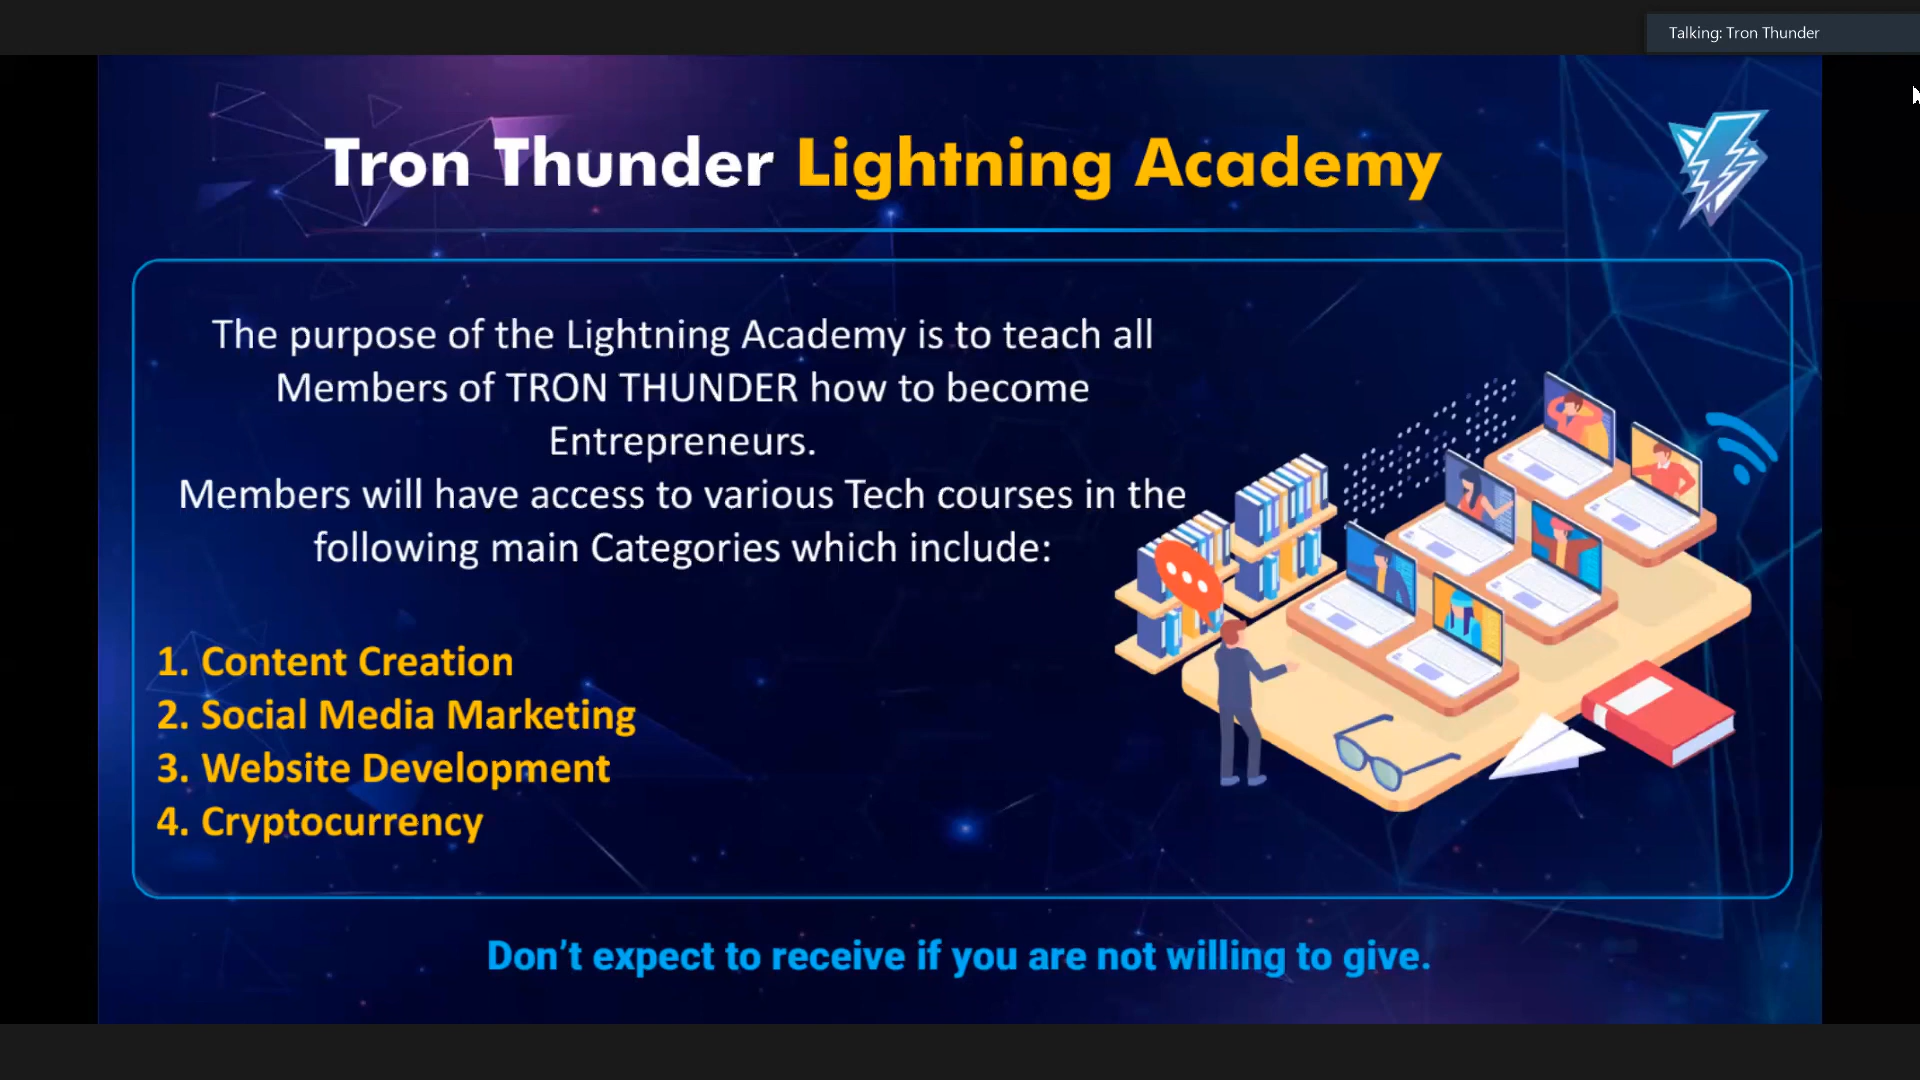 Talking: Tron Thunder
Tron Thunder Lightning Academy
The purpose of the Lightning Academy is to teach all
Members of TRON THUNDER how to become
Entrepreneurs.
Members will have access to various Tech courses in the
following main Categories which include:
1. Content Creation
2. Social Media Marketing
3. Website Development
4. Cryptocurrency
Don’t expect to receive if you are not willing to give.